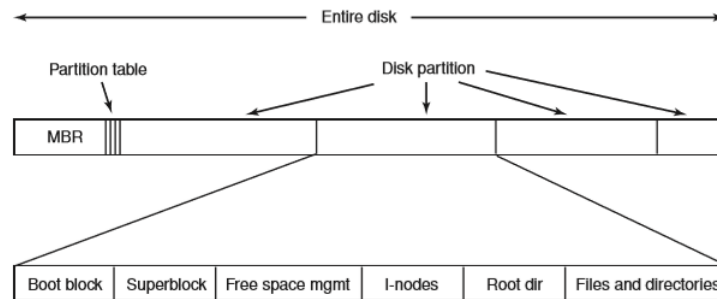 Entire disk
Partition table
Disk partition
MBR
Boot block
Superblock
Free space mgmt
I-nodes
Root dir
Files and directories